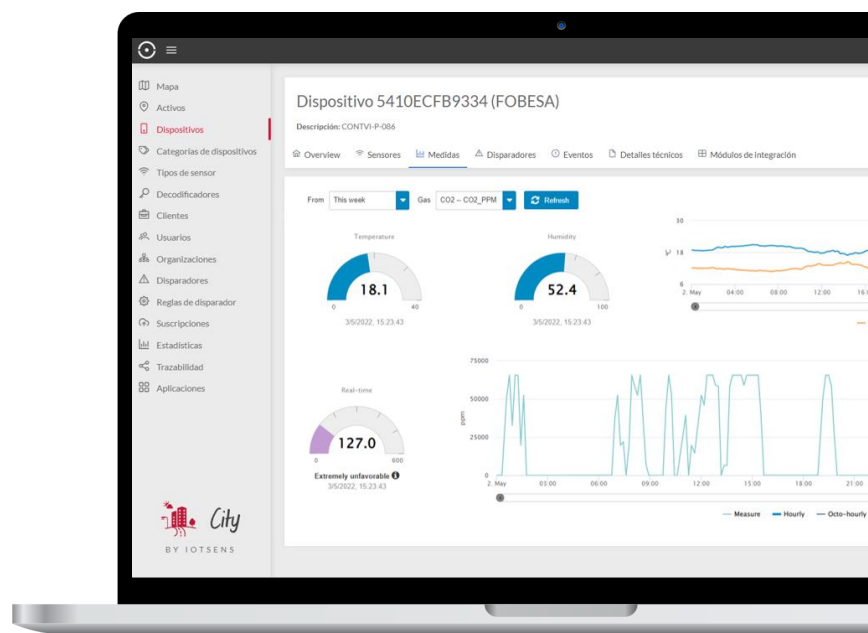 Mapa
Activos
Dispositivos
Categorías de dispositivos
Tipos de sensor
Decodificadores
Clientes
Usuarios
Organizaciones
Disparadores
Reglas de disparador
Suscripciones
Estadísticas
Trazabilidad
Aplicaciones
City
BY IOTSENS
Dispositivo 5410ECFB9334 (FOBESA)
Descripción: CONTVI-P-086
Overview Sensores Medidas Disparadores Eventos Detalles técnicos Módulos de integración
From This week Gas CO2 -- CO2_PPM Refresh
Temperature
18.1
0 40
3/5/2022, 15:23:43
Humidity
52.4
0 100
3/5/2022, 15:23:43
30
18
6
ºC
2. May 04:00 08:00 12:00 16:0
Real-time
127.0
0 600
Extremely unfavorable
3/5/2022, 15:23:43
75000
50000
25000
0
ppm
2. May 03:00 06:00 09:00 12:00 15:00 18:00 21:00
Measure Hourly Octo-hourly